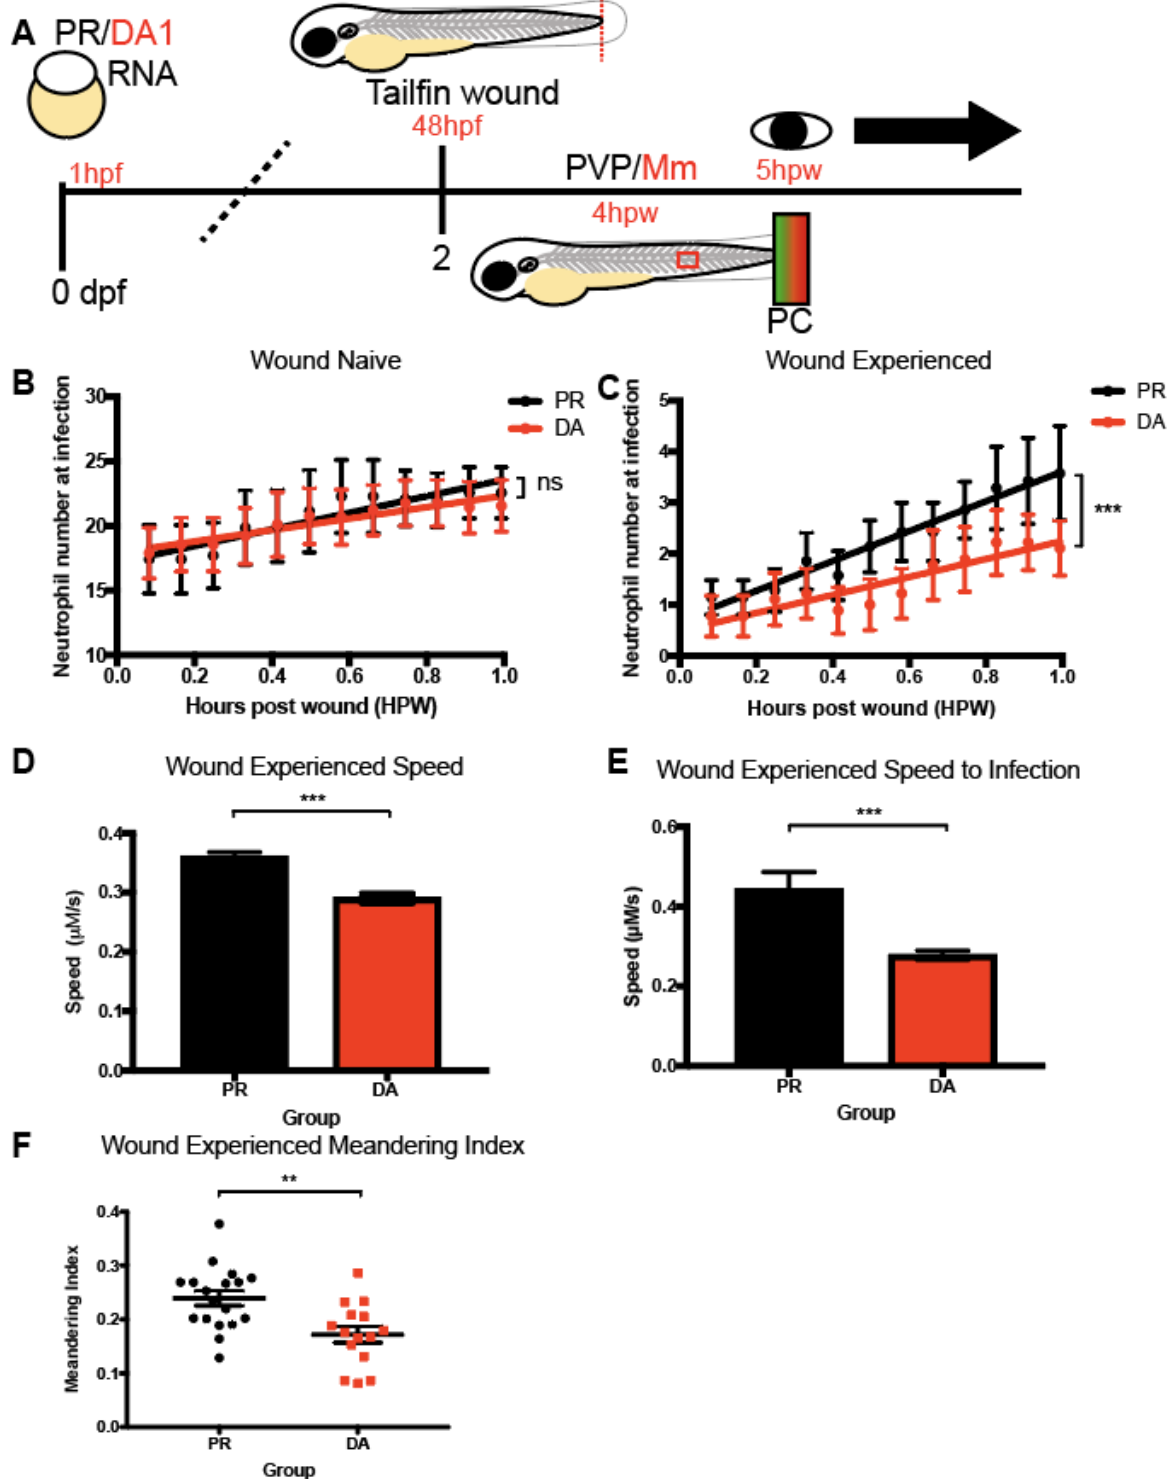 A
PR/DA1
RNA
Tailfin wound
48hpf
1hpf
PVP/Mm
5hpw
4hpw
2
0 dpf
PC
B
Wound Naive
Neutrophil number at infection
30
25
20
15
10
0.0 0.2 0.4 0.6 0.8 1.0
Hours post wound (HPW)
PR
DA
ns
C
Wound Experienced
Neutrophil number at infection
5
4
3
2
1
0
0.0 0.2 0.4 0.6 0.8 1.0
Hours post wound (HPW)
PR
DA
***
D
Wound Experienced Speed
***
Speed (µM/s)
0.4
0.3
0.2
0.1
0.0
PR DA
Group
E
Wound Experienced Speed to Infection
***
Speed (µM/s)
0.6
0.4
0.2
0.0
PR DA
Group
F
Wound Experienced Meandering Index
**
Meandering Index
0.4
0.3
0.2
0.1
0.0
PR DA
Group